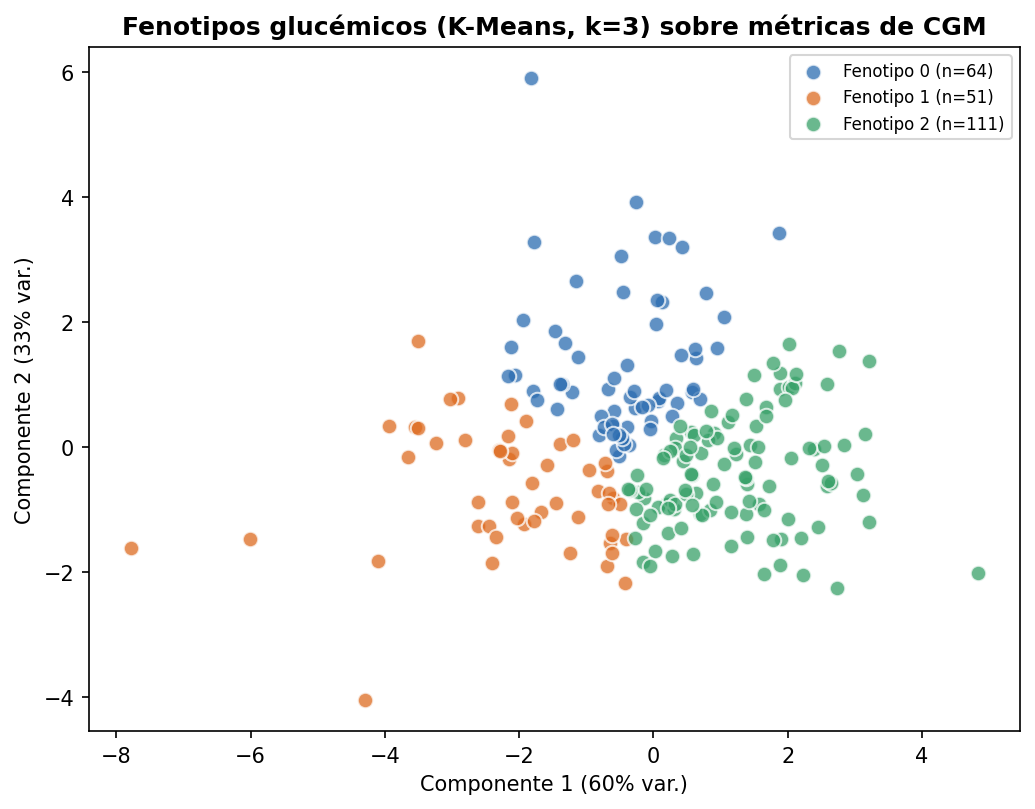 Fenotipos glucémicos (K-Means, k=3) sobre métricas de CGM
Fenotipo 0 (n=64)
Fenotipo 1 (n=51)
Fenotipo 2 (n=111)
6
4
2
0
−2
−4
Componente 2 (33% var.)
−8
−6
−4
−2
0
2
4
Componente 1 (60% var.)